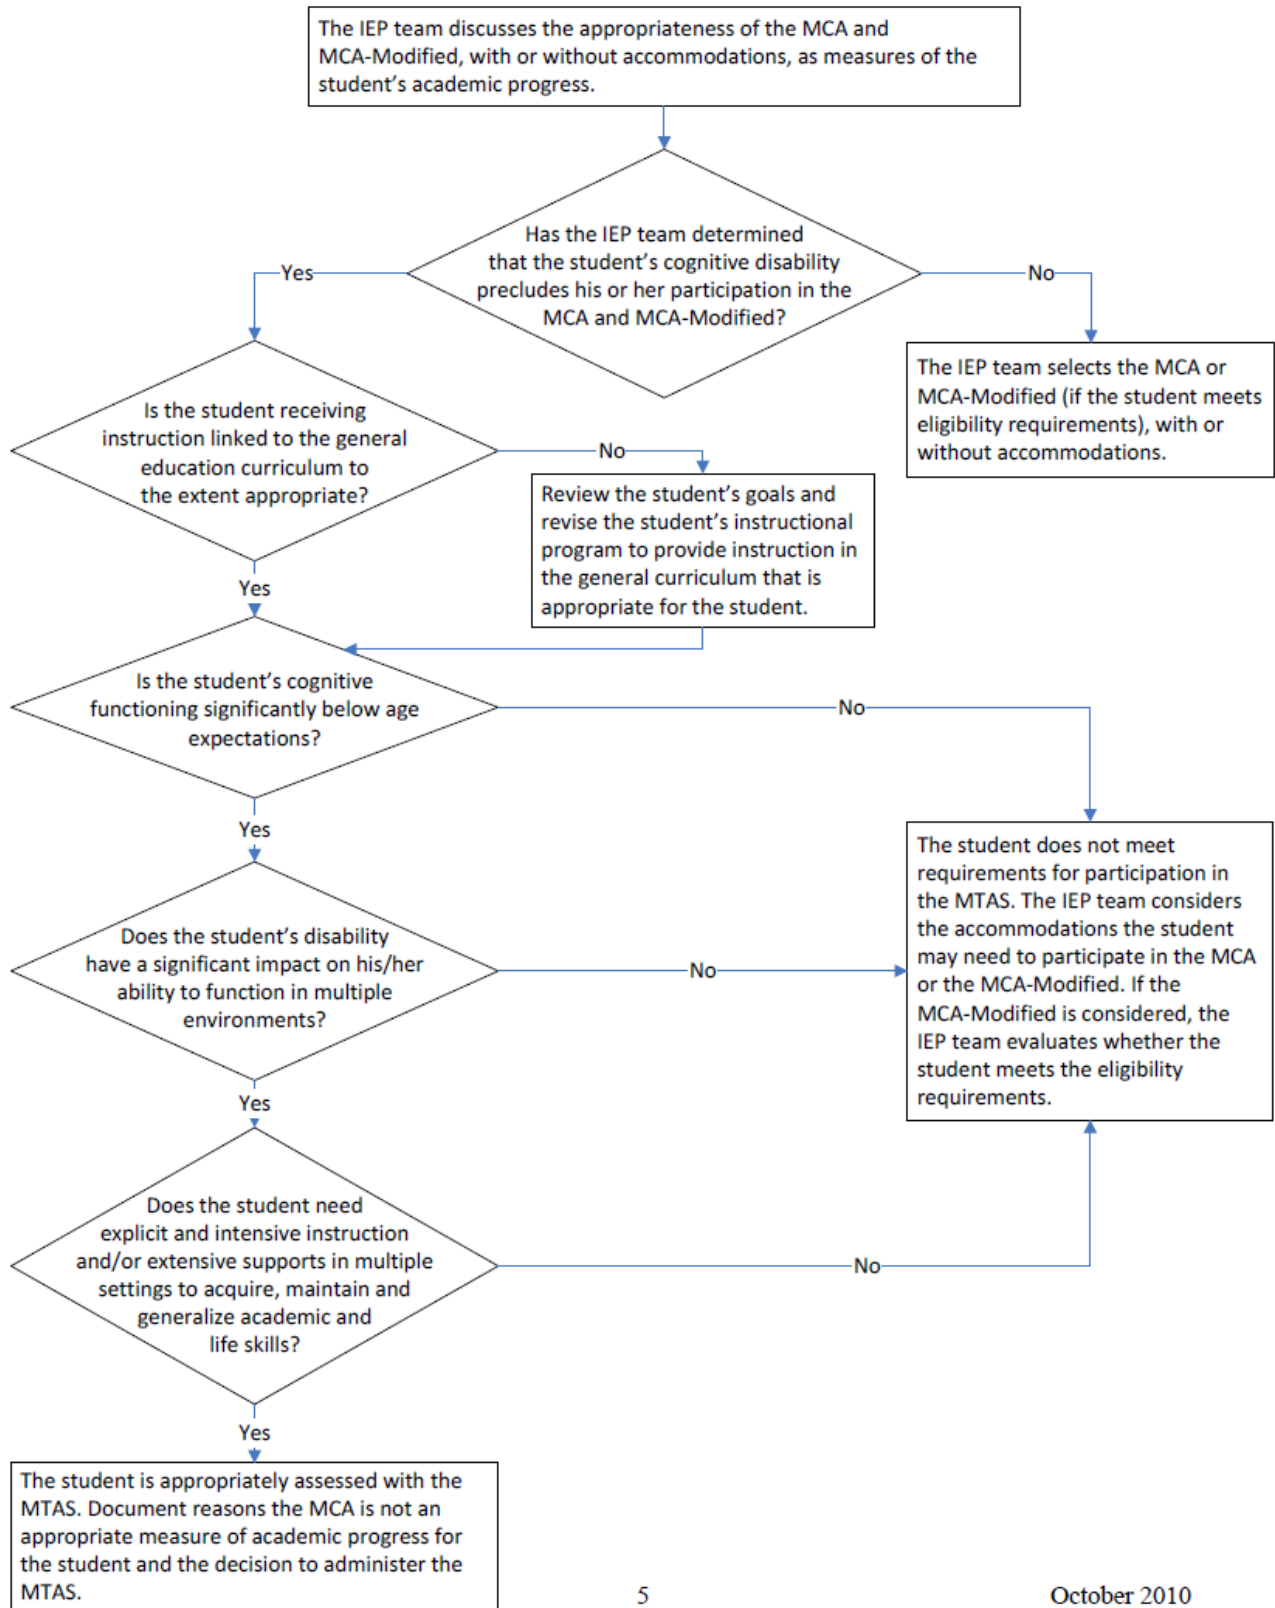 The IEP team discusses the appropriateness of the MCA and
MCA-Modified, with or without accommodations, as measures of the
student’s academic progress.
Has the IEP team determined
that the student’s cognitive disability
precludes his or her participation in the
MCA and MCA-Modified?
Yes
No
The IEP team selects the MCA or
MCA-Modified (if the student meets
eligibility requirements), with or
without accommodations.
Is the student receiving
instruction linked to the general
education curriculum to
the extent appropriate?
No
Review the student’s goals and
revise the student’s instructional
program to provide instruction in
the general curriculum that is
appropriate for the student.
Yes
Is the student’s cognitive
functioning significantly below age
expectations?
No
Yes
The student does not meet
requirements for participation in
the MTAS. The IEP team considers
the accommodations the student
may need to participate in the MCA
or the MCA-Modified. If the
MCA-Modified is considered, the
IEP team evaluates whether the
student meets the eligibility
requirements.
Does the student’s disability
have a significant impact on his/her
ability to function in multiple
environments?
No
Yes
Does the student need
explicit and intensive instruction
and/or extensive supports in multiple
settings to acquire, maintain and
generalize academic and
life skills?
No
Yes
The student is appropriately assessed with the
MTAS. Document reasons the MCA is not an
appropriate measure of academic progress for
the student and the decision to administer the
MTAS.
5
October 2010